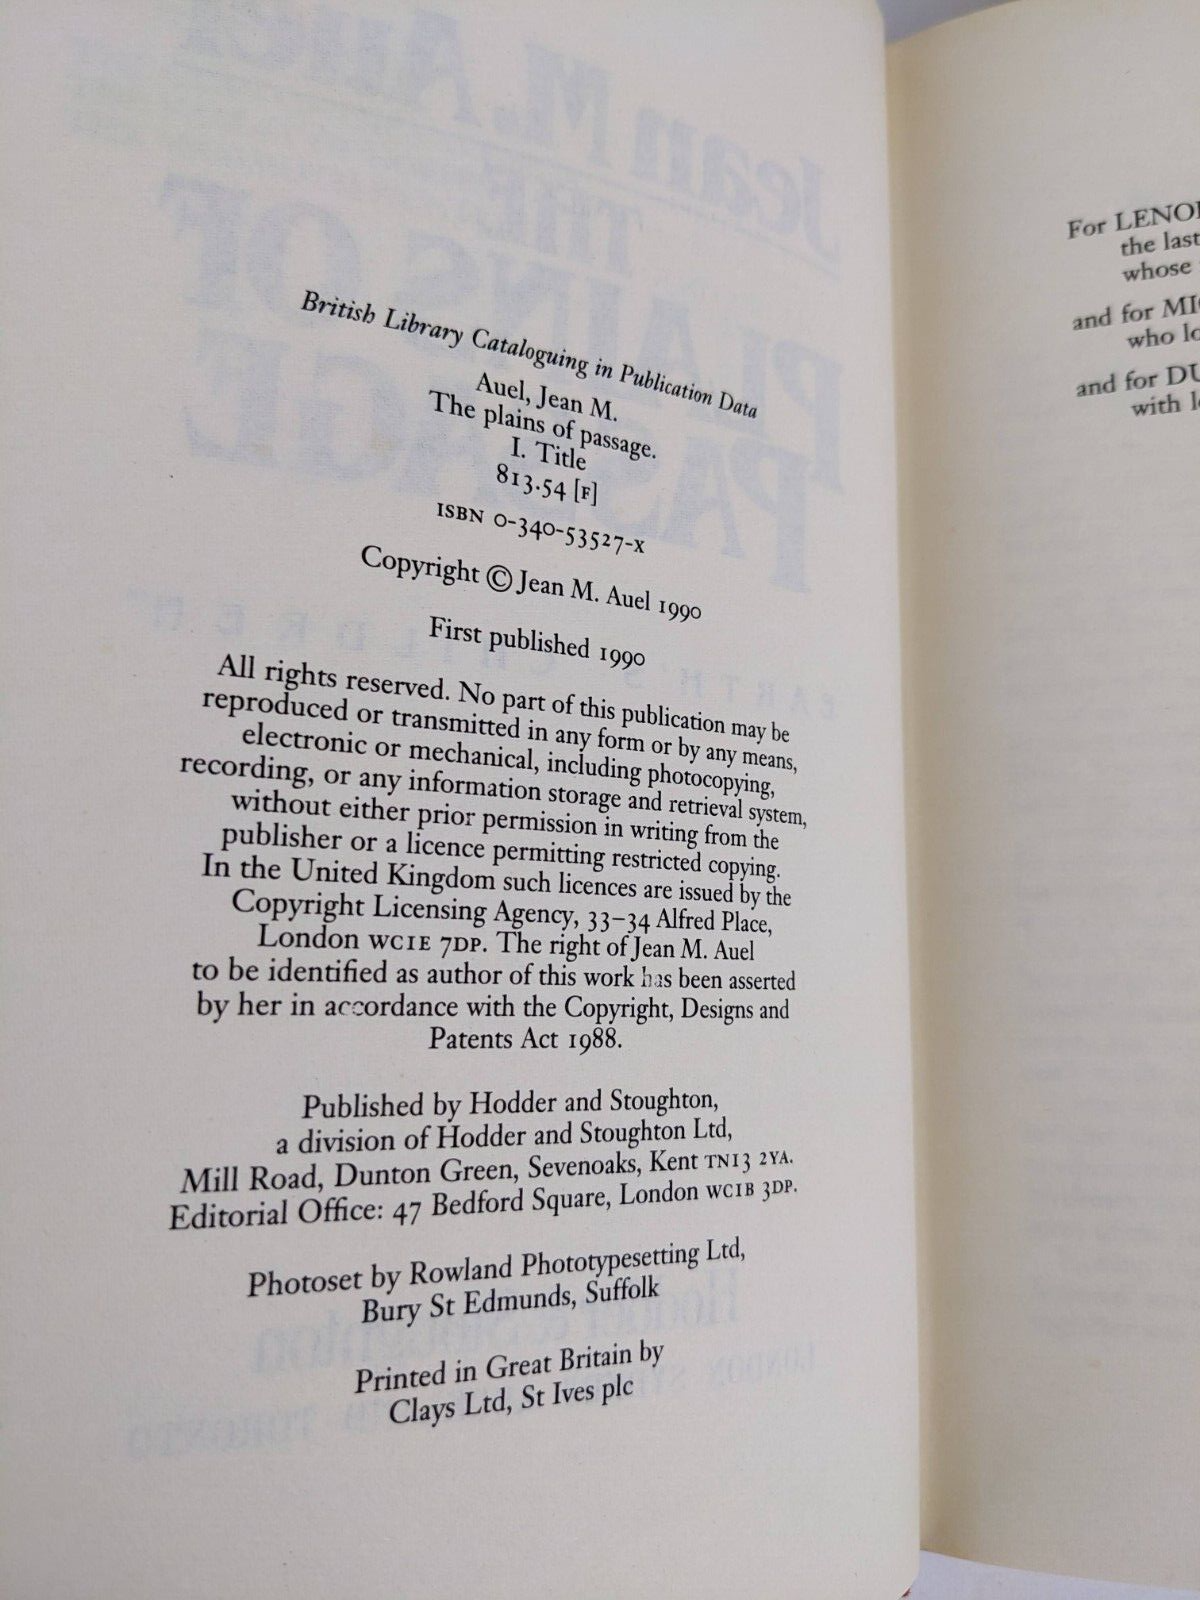 British Library Cataloguing in Publication Data
Auel, Jean M.
The plains of passage.
I. Title
813.54 [F]
ISBN 0-340-53527-X
Copyright © Jean M. Auel 1990
First published 1990
All rights reserved. No part of this publication may be
reproduced or transmitted in any form or by any means,
electronic or mechanical, including photocopying,
recording, or any information storage and retrieval system,
without either prior permission in writing from the
publisher or a licence permitting restricted copying.
In the United Kingdom such licences are issued by the
Copyright Licensing Agency, 33–34 Alfred Place,
London WC1E 7DP. The right of Jean M. Auel
to be identified as author of this work has been asserted
by her in accordance with the Copyright, Designs and
Patents Act 1988.
Published by Hodder and Stoughton,
a division of Hodder and Stoughton Ltd,
Mill Road, Dunton Green, Sevenoaks, Kent TN13 2YA.
Editorial Office: 47 Bedford Square, London WC1B 3DP.
Photoset by Rowland Phototypesetting Ltd,
Bury St Edmunds, Suffolk
Printed in Great Britain by
Clays Ltd, St Ives plc
For
the last
whose
and for
who
and for
with